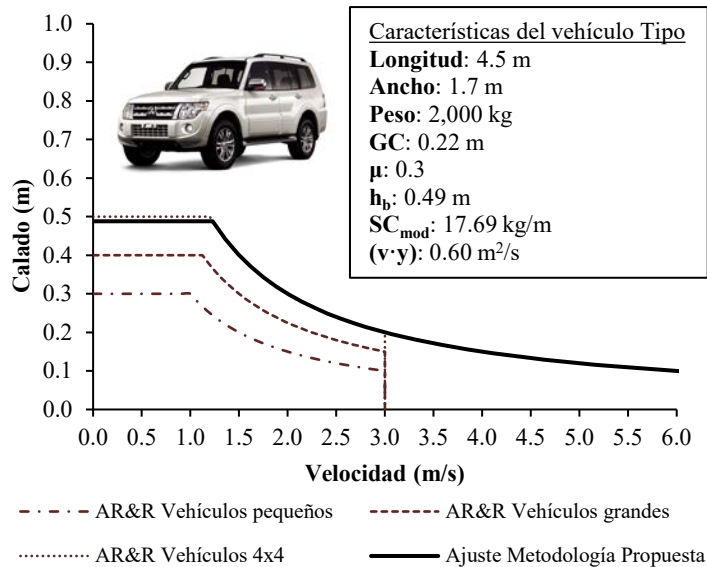 Características del vehículo Tipo
Longitud: 4.5 m
Ancho: 1.7 m
Peso: 2,000 kg
GC: 0.22 m
μ: 0.3
h_b: 0.49 m
SC_mod: 17.69 kg/m
(v·y): 0.60 m²/s
Calado (m)
1.0
0.9
0.8
0.7
0.6
0.5
0.4
0.3
0.2
0.1
0.0
0.0 0.5 1.0 1.5 2.0 2.5 3.0 3.5 4.0 4.5 5.0 5.5 6.0
Velocidad (m/s)
AR&R Vehículos pequeños
AR&R Vehículos grandes
AR&R Vehículos 4x4
Ajuste Metodología Propuesta